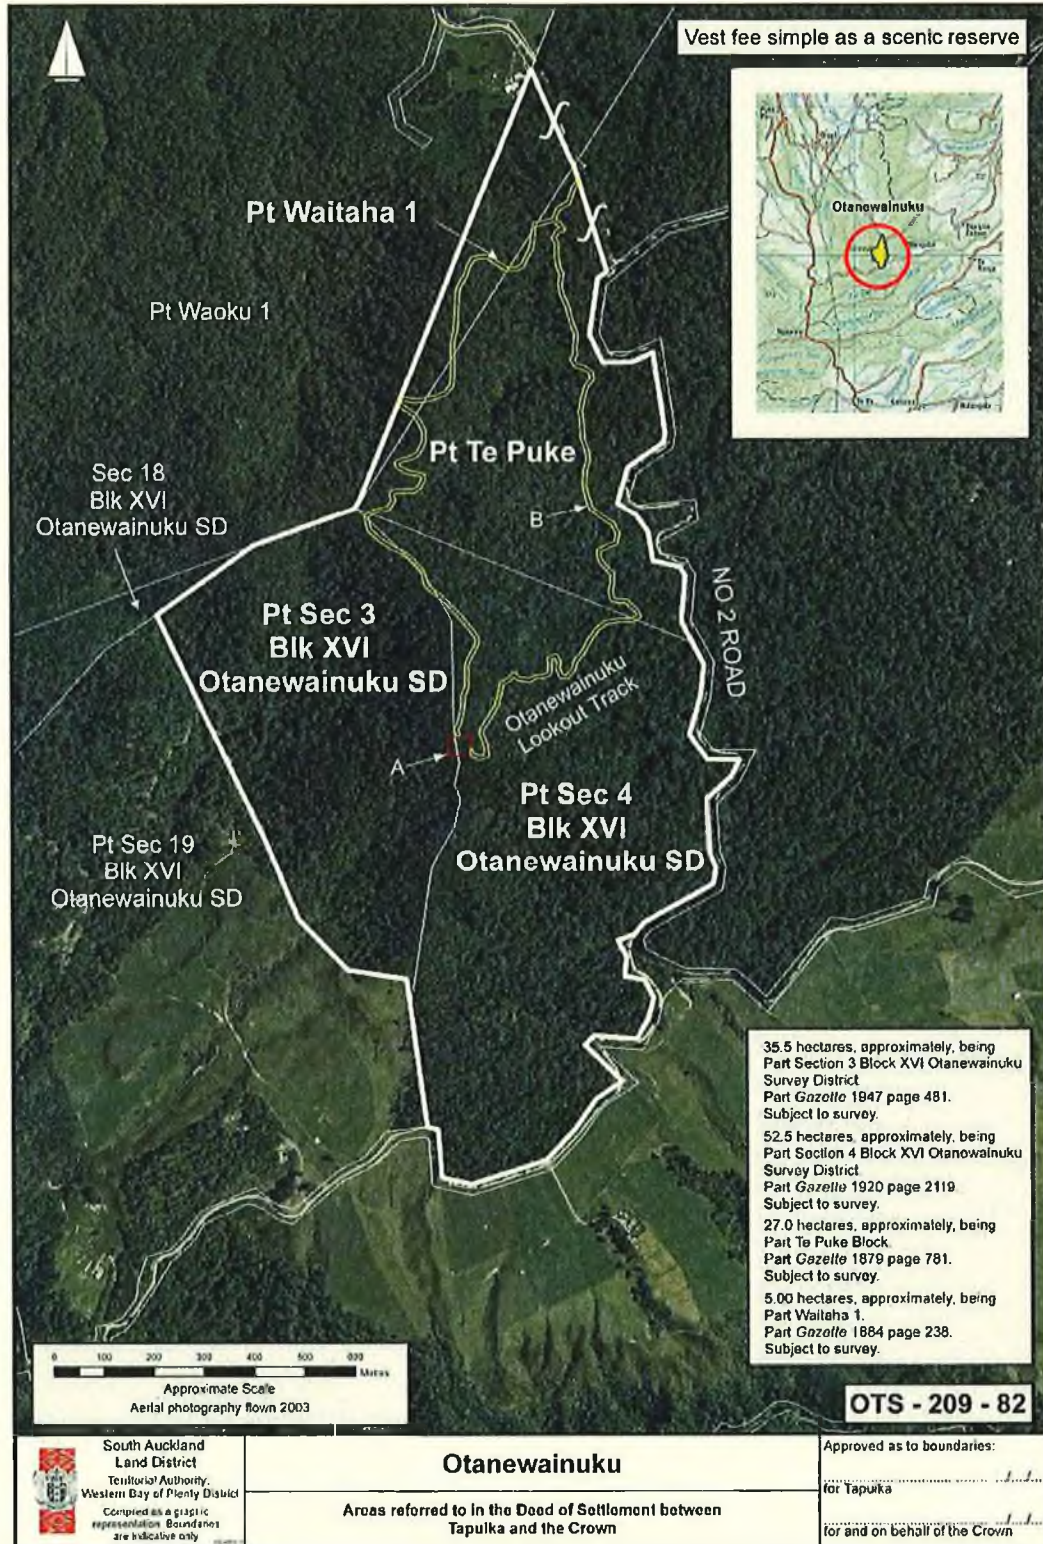 Vest fee simple as a scenic reserve
Otanewainuku
Pt Waitaha 1
Pt Waoku 1
Pt Te Puke
Sec 18
Blk XVI
Otanewainuku SD
B
Pt Sec 3
Blk XVI
Otanewainuku SD
NO 2 ROAD
Otanewainuku
Lookout Track
A
Pt Sec 4
Blk XVI
Otanewainuku SD
Pt Sec 19
Blk XVI
Otanewainuku SD
35.5 hectares, approximately, being
Part Section 3 Block XVI Otanewainuku
Survey District
Part Gazette 1947 page 481.
Subject to survey.
52.5 hectares, approximately, being
Part Section 4 Block XVI Otanewainuku
Survey District
Part Gazette 1920 page 2119
Subject to survey.
27.0 hectares, approximately, being
Part Te Puke Block
Part Gazette 1879 page 781.
Subject to survey.
5.00 hectares, approximately, being
Part Waitaha 1.
Part Gazette 1884 page 238.
Subject to survey.
0 100 200 300 400 500 600
Metres
Approximate Scale
Aerial photography flown 2003
OTS - 209 - 82
South Auckland
Land District
Territorial Authority,
Western Bay of Plenty District
Compiled as a graphic
representation. Boundaries
are indicative only
Otanewainuku
Areas referred to in the Deed of Settlement between
Tapuika and the Crown
Approved as to boundaries:
/ /
for Tapuika
/ /
for and on behalf of the Crown